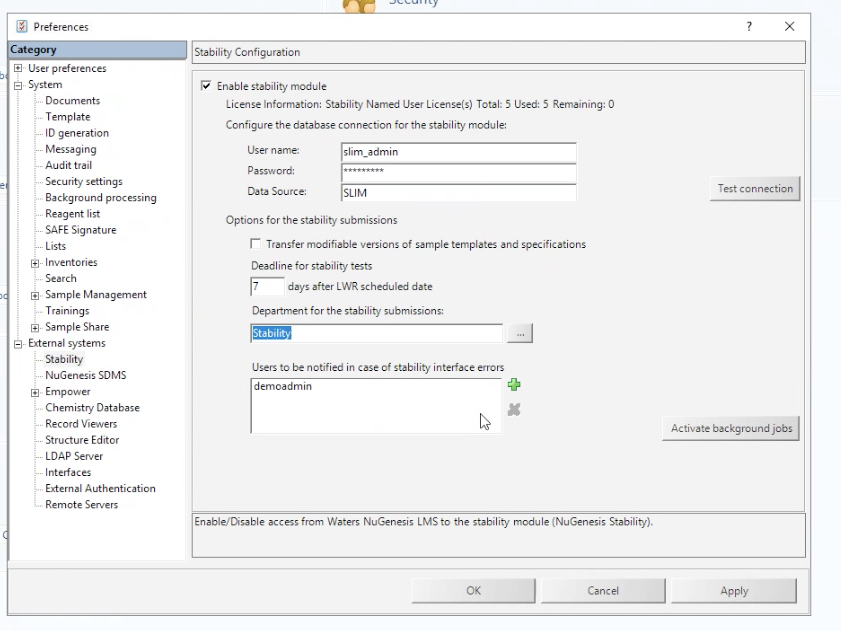 Security
Preferences
?
Category
Stability Configuration
User preferences
System
Documents
Template
ID generation
Messaging
Audit trail
Security settings
Background processing
Reagent list
SAFE Signature
Lists
Inventories
Search
Sample Management
Trainings
Sample Share
External systems
Stability
NuGenesis SDMS
Empower
Chemistry Database
Record Viewers
Structure Editor
LDAP Server
Interfaces
External Authentication
Remote Servers
Enable stability module
License Information: Stability Named User License(s) Total: 5 Used: 5 Remaining: 0
Configure the database connection for the stability module:
User name: slim_admin
Password: *********
Data Source: SLIM
Test connection
Options for the stability submissions
Transfer modifiable versions of sample templates and specifications
Deadline for stability tests
7 days after LWR scheduled date
Department for the stability submissions:
Stability ...
Users to be notified in case of stability interface errors
demoadmin
Activate background jobs
Enable/Disable access from Waters NuGenesis LMS to the stability module (NuGenesis Stability).
OK Cancel Apply